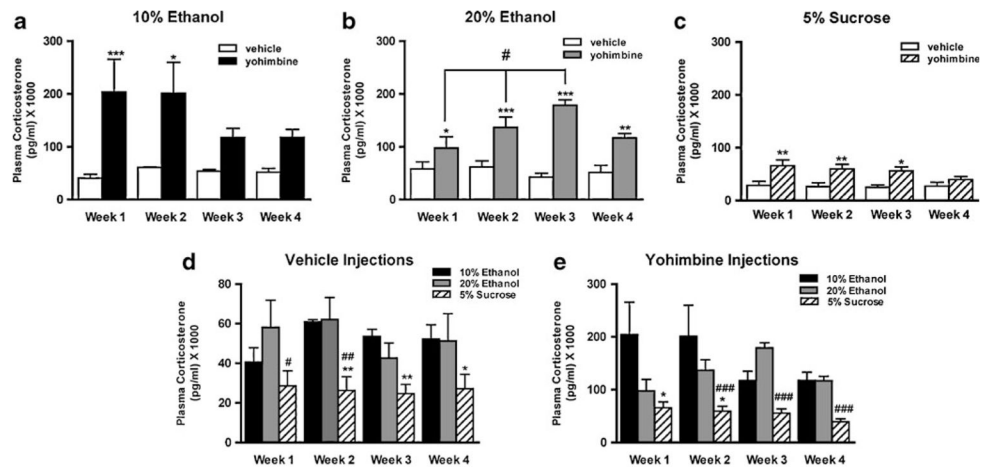 a
10% Ethanol
Plasma Corticosterone
(pg/ml) X 1000
300
200
100
0
vehicle
yohimbine
***
*
Week 1 Week 2 Week 3 Week 4
b
20% Ethanol
Plasma Corticosterone
(pg/ml) X 1000
300
200
100
0
vehicle
yohimbine
#
*
***
***
**
Week 1 Week 2 Week 3 Week 4
c
5% Sucrose
Plasma Corticosterone
(pg/ml) X 1000
300
200
100
0
vehicle
yohimbine
**
**
*
Week 1 Week 2 Week 3 Week 4
d
Vehicle Injections
Plasma Corticosterone
(pg/ml) X 1000
80
60
40
20
0
10% Ethanol
20% Ethanol
5% Sucrose
#
##
**
**
*
Week 1 Week 2 Week 3 Week 4
e
Yohimbine Injections
Plasma Corticosterone
(pg/ml) X 1000
300
200
100
0
10% Ethanol
20% Ethanol
5% Sucrose
*
###
*
###
###
Week 1 Week 2 Week 3 Week 4